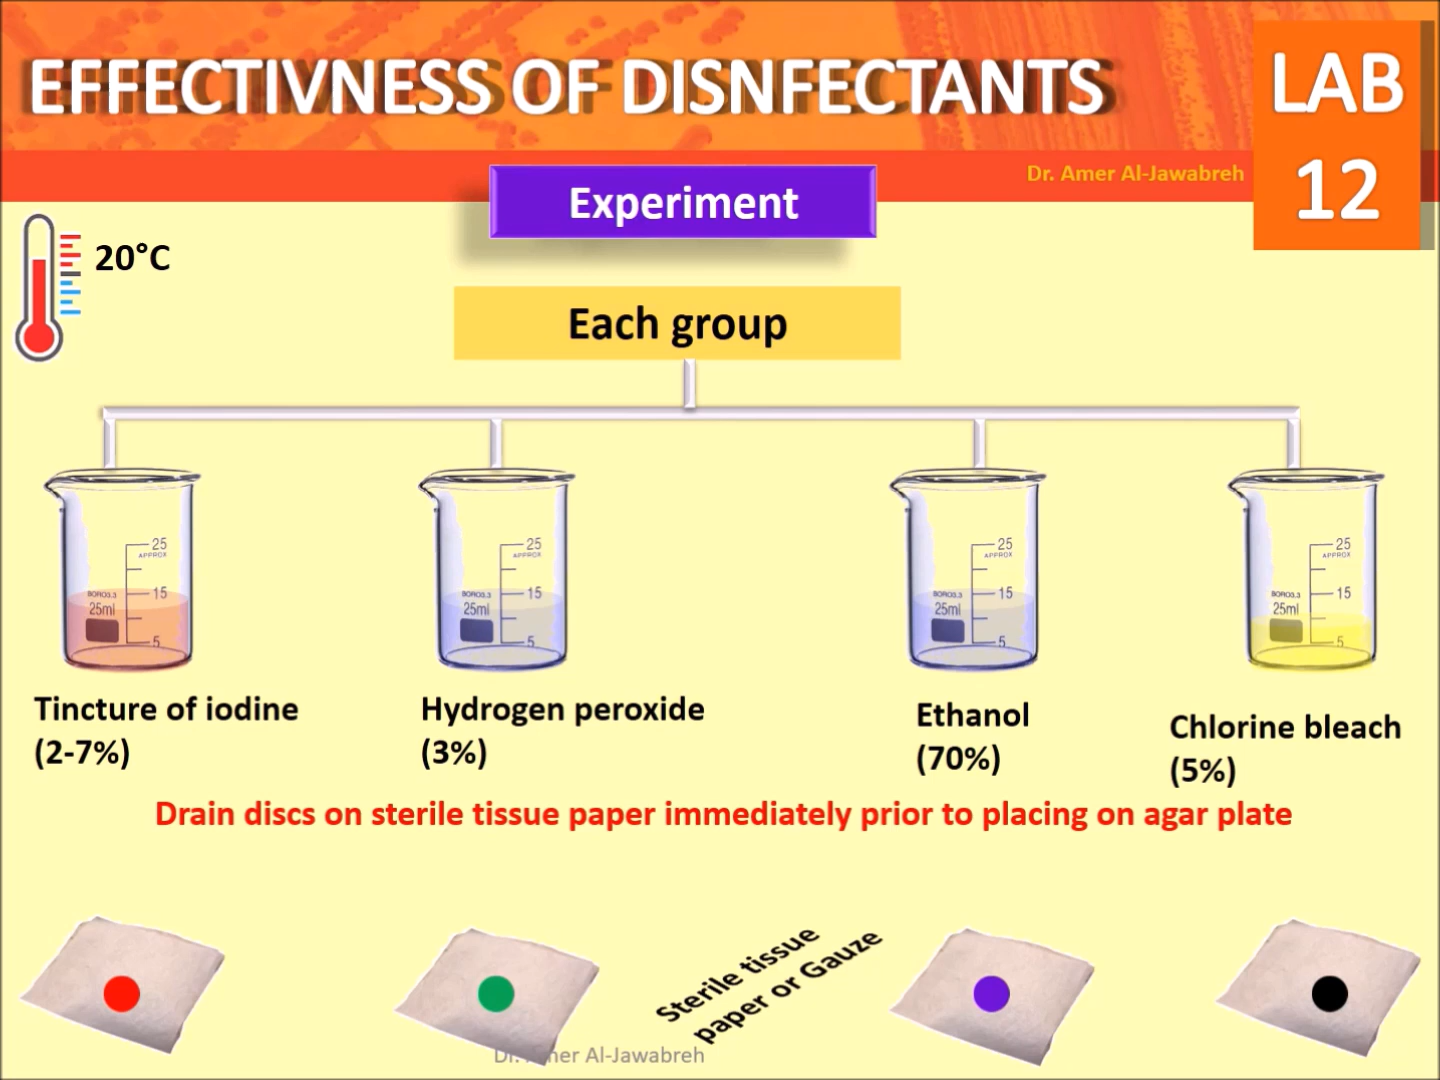 EFFECTIVNESS OF DISNFECTANTS
LAB
12
Dr. Amer Al-Jawabreh
Experiment
20°C
Each group
25
APPROX
BORO3.3
15
25ml
5
25
APPROX
BORO3.3
15
25ml
5
25
APPROX
BORO3.3
15
25ml
5
25
APPROX
BORO3.3
15
25ml
5
Tincture of iodine
(2-7%)
Hydrogen peroxide
(3%)
Ethanol
(70%)
Chlorine bleach
(5%)
Drain discs on sterile tissue paper immediately prior to placing on agar plate
Sterile tissue
paper or Gauze
Dr. Amer Al-Jawabreh